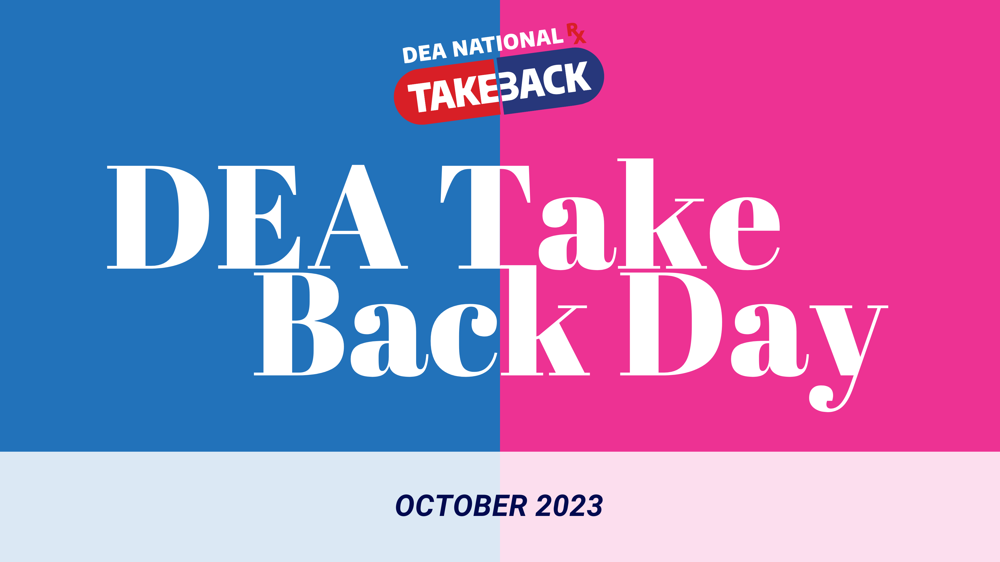 DEA NATIONAL Rx
TAKEBACK
DEA Take
Back Day
OCTOBER 2023